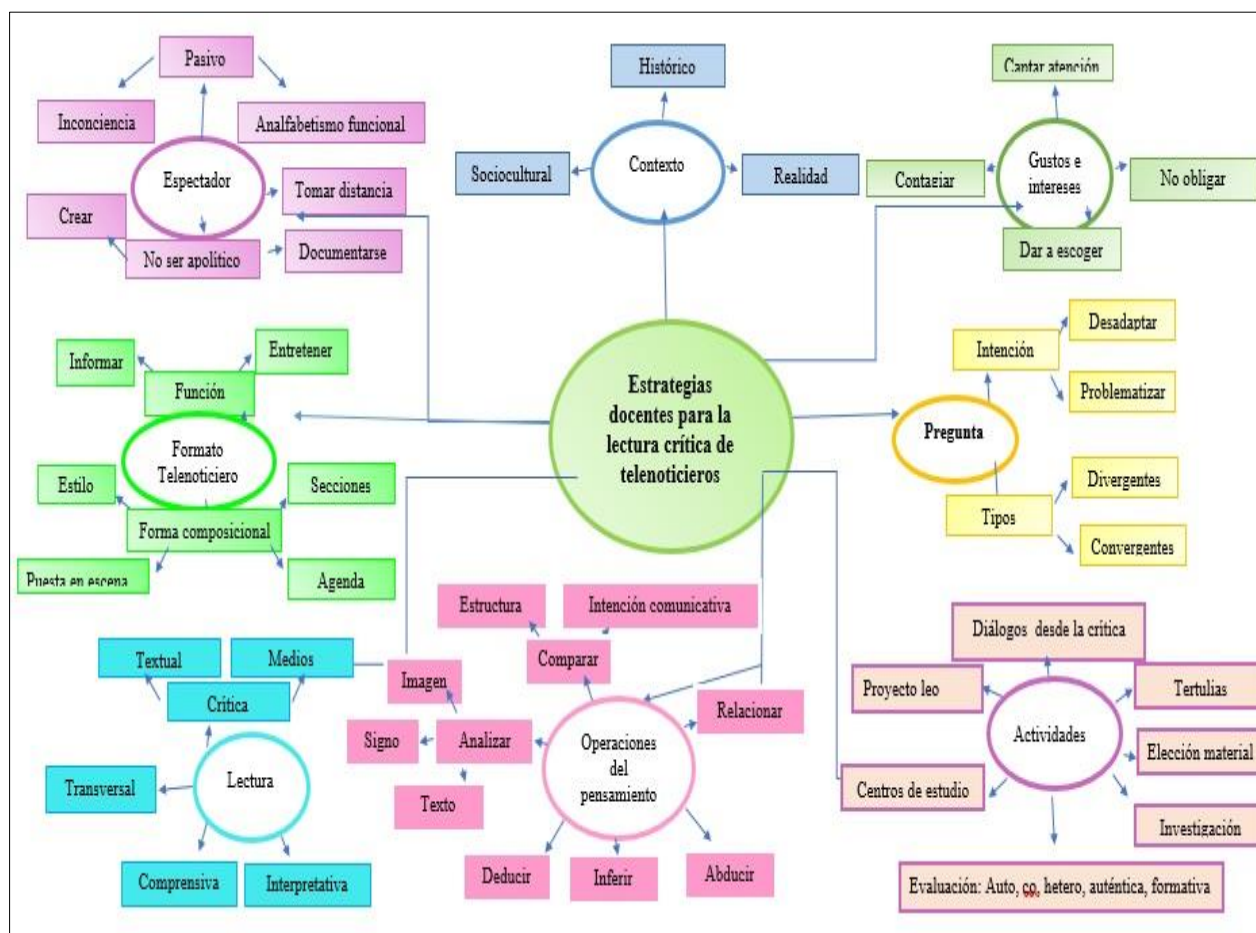 Pasivo
Inconciencia
Analfabetismo funcional
Espectador
Tomar distancia
Crear
No ser apolítico
Documentarse
Histórico
Contexto
Sociocultural
Realidad
Captar atención
Gustos e
intereses
Contagiar
No obligar
Dar a escoger
Informar
Entretener
Función
Formato
Telenoticiero
Estilo
Secciones
Forma composicional
Puesta en escena
Agenda
Estrategias
docentes para la
lectura crítica de
telenoticieros
Desadaptar
Intención
Problematizar
Pregunta
Divergentes
Tipos
Convergentes
Textual
Medios
Crítica
Lectura
Transversal
Comprensiva
Interpretativa
Estructura
Intención comunicativa
Comparar
Imagen
Relacionar
Signo
Analizar
Operaciones
del
pensamiento
Texto
Deducir
Inferir
Abducir
Diálogos desde la crítica
Proyecto leo
Tertulias
Actividades
Elección material
Centros de estudio
Investigación
Evaluación: Auto, co, hetero, auténtica, formativa